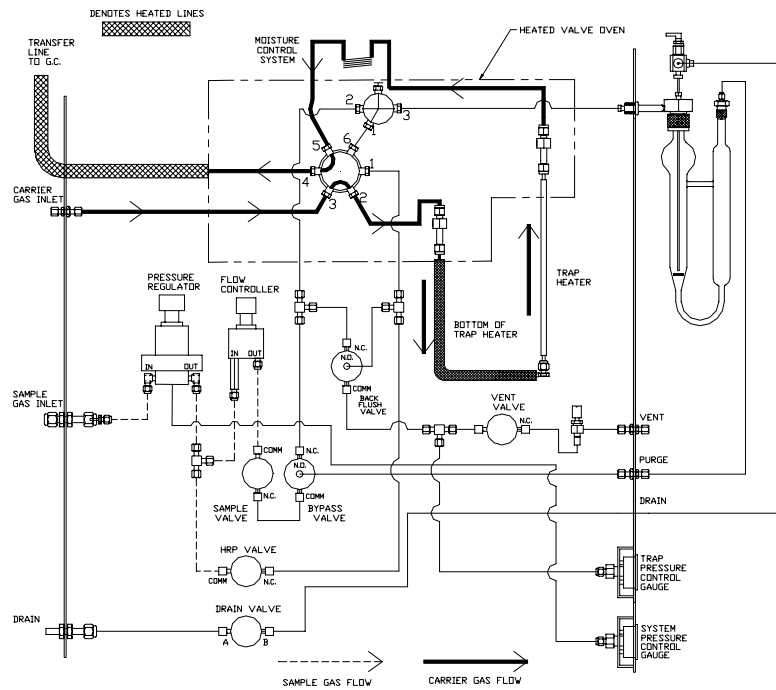 DENOTES HEATED LINES
TRANSFER
LINE
TO G.C.
MOISTURE
CONTROL
SYSTEM
HEATED VALVE OVEN
2
3
1
5
6
4
1
3
2
CARRIER
GAS INLET
PRESSURE
REGULATOR
FLOW
CONTROLLER
TRAP
HEATER
BOTTOM OF
TRAP HEATER
IN
OUT
IN
OUT
N.C.
N.O.
COMM
BACK
FLUSH
VALVE
SAMPLE
GAS INLET
VENT
VALVE
N.C.
VENT
COMM
N.C.
N.O.
N.C.
COMM
SAMPLE
VALVE
BYPASS
VALVE
PURGE
DRAIN
HRP VALVE
COMM
N.C.
TRAP
PRESSURE
CONTROL
GAUGE
DRAIN
DRAIN VALVE
A
B
SYSTEM
PRESSURE
CONTROL
GAUGE
SAMPLE GAS FLOW
CARRIER GAS FLOW